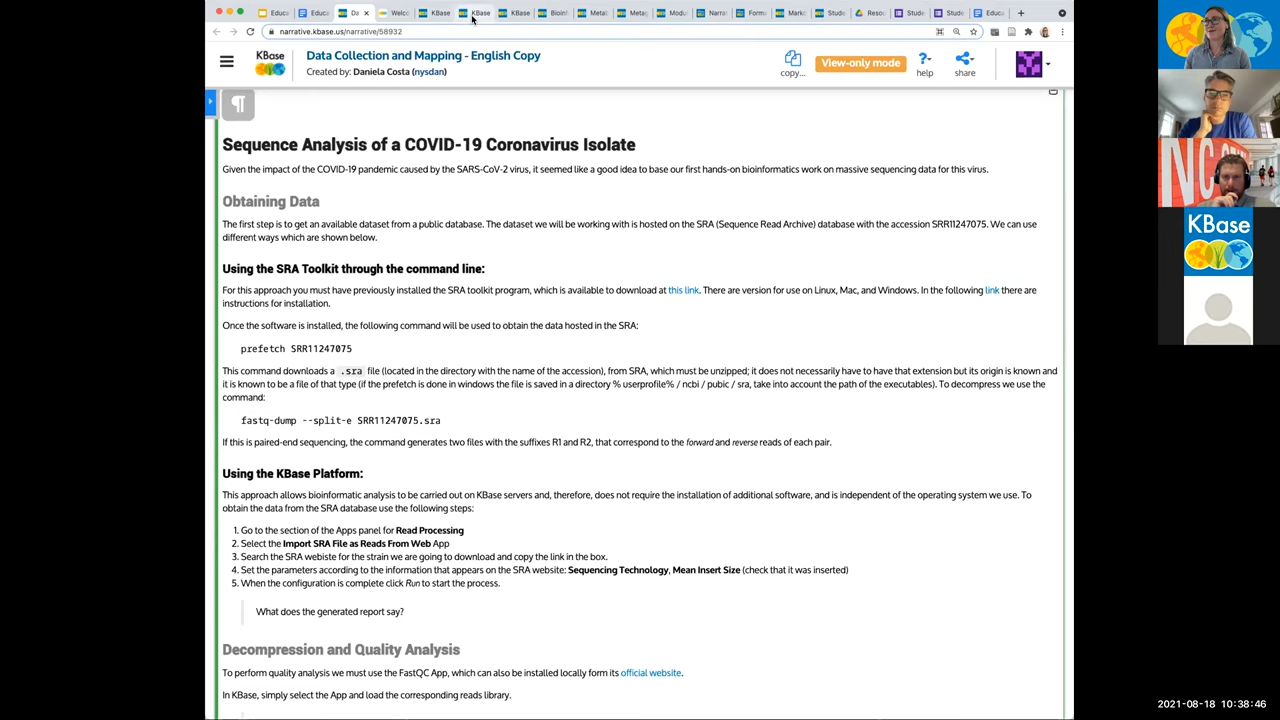 Educa
Educa
Da
Welco
KBase
KBase
KBase
Bioinf
Metal
Metag
Modu
Narrat
Forma
Marke
Stude
Resou
Stude
Stude
Educa
narrative.kbase.us/narrative/58932
KBase
Data Collection and Mapping - English Copy
Created by: Daniela Costa (nysdan)
copy...
View-only mode
help
share
Sequence Analysis of a COVID-19 Coronavirus Isolate
Given the impact of the COVID-19 pandemic caused by the SARS-CoV-2 virus, it seemed like a good idea to base our first hands-on bioinformatics work on massive sequencing data for this virus.
Obtaining Data
The first step is to get an available dataset from a public database. The dataset we will be working with is hosted on the SRA (Sequence Read Archive) database with the accession SRR11247075. We can use
different ways which are shown below.
Using the SRA Toolkit through the command line:
For this approach you must have previously installed the SRA toolkit program, which is available to download at this link. There are version for use on Linux, Mac, and Windows. In the following link there are
instructions for installation.
Once the software is installed, the following command will be used to obtain the data hosted in the SRA:
prefetch SRR11247075
This command downloads a .sra file (located in the directory with the name of the accession), from SRA, which must be unzipped; it does not necessarily have to have that extension but its origin is known and
it is known to be a file of that type (if the prefetch is done in windows the file is saved in a directory % userprofile% / ncbi / pubic / sra, take into account the path of the executables). To decompress we use the
command:
fastq-dump --split-e SRR11247075.sra
If this is paired-end sequencing, the command generates two files with the suffixes R1 and R2, that correspond to the forward and reverse reads of each pair.
Using the KBase Platform:
This approach allows bioinformatic analysis to be carried out on KBase servers and, therefore, does not require the installation of additional software, and is independent of the operating system we use. To
obtain the data from the SRA database use the following steps:
1. Go to the section of the Apps panel for Read Processing
2. Select the Import SRA File as Reads From Web App
3. Search the SRA webiste for the strain we are going to download and copy the link in the box.
4. Set the parameters according to the information that appears on the SRA website: Sequencing Technology, Mean Insert Size (check that it was inserted)
5. When the configuration is complete click Run to start the process.
What does the generated report say?
Decompression and Quality Analysis
To perform quality analysis we must use the FastQC App, which can also be installed locally form its official website.
In KBase, simply select the App and load the corresponding reads library.
NC
KBase
2021-08-18 10:38:46